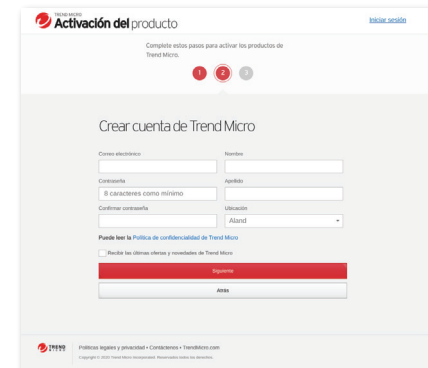 TREND MICRO
Activación del producto
Iniciar sesión
Complete estos pasos para activar los productos de
Trend Micro.
1 2 3
Crear cuenta de Trend Micro
Correo electrónico Nombre
Contraseña Apellido
8 caracteres como mínimo
Confirmar contraseña Ubicación
Aland
Puede leer la Política de confidencialidad de Trend Micro
Recibir las últimas ofertas y novedades de Trend Micro
Siguiente
Atrás
TREND MICRO
Políticas legales y privacidad • Contáctenos • TrendMicro.com
Copyright © 2020 Trend Micro Incorporated. Reservados todos los derechos.